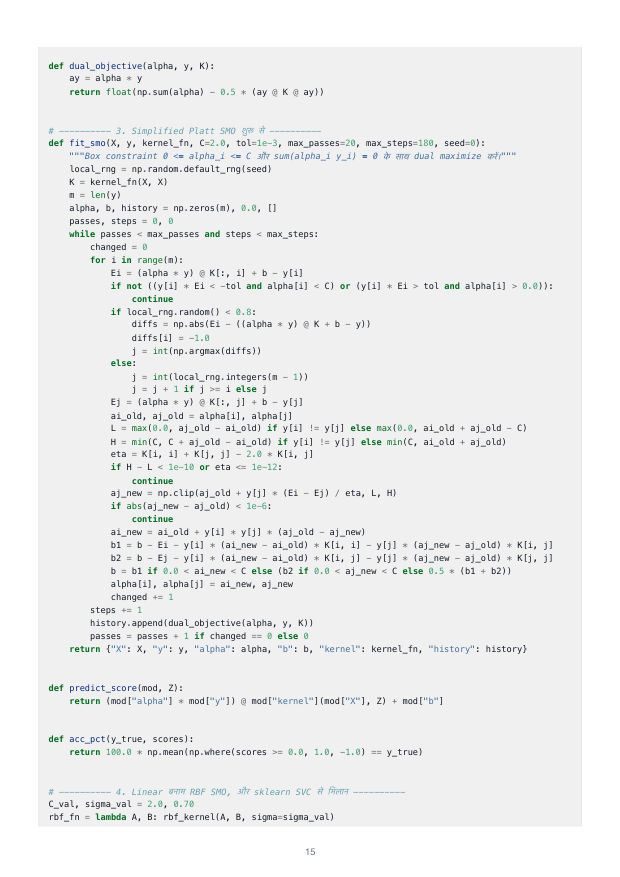 def dual_objective(alpha, y, K):
    ay = alpha * y
    return float(np.sum(alpha) - 0.5 * (ay @ K @ ay))
# ---------- 3. Simplified Platt SMO शुरू से ----------
def fit_smo(X, y, kernel_fn, C=2.0, tol=1e-3, max_passes=20, max_steps=180, seed=0):
    """Box constraint 0 <= alpha_i <= C और sum(alpha_i y_i) = 0 के साथ dual maximize करें।"""
    local_rng = np.random.default_rng(seed)
    K = kernel_fn(X, X)
    m = len(y)
    alpha, b, history = np.zeros(m), 0.0, []
    passes, steps = 0, 0
    while passes < max_passes and steps < max_steps:
        changed = 0
        for i in range(m):
            Ei = (alpha * y) @ K[:, i] + b - y[i]
            if not ((y[i] * Ei < -tol and alpha[i] < C) or (y[i] * Ei > tol and alpha[i] > 0.0)):
                continue
            if local_rng.random() < 0.8:
                diffs = np.abs(Ei - ((alpha * y) @ K + b - y))
                diffs[i] = -1.0
                j = int(np.argmax(diffs))
            else:
                j = int(local_rng.integers(m - 1))
                j = j + 1 if j >= i else j
            Ej = (alpha * y) @ K[:, j] + b - y[j]
            ai_old, aj_old = alpha[i], alpha[j]
            L = max(0.0, aj_old - ai_old) if y[i] != y[j] else max(0.0, ai_old + aj_old - C)
            H = min(C, C + aj_old - ai_old) if y[i] != y[j] else min(C, ai_old + aj_old)
            eta = K[i, i] + K[j, j] - 2.0 * K[i, j]
            if H - L < 1e-10 or eta <= 1e-12:
                continue
            aj_new = np.clip(aj_old + y[j] * (Ei - Ej) / eta, L, H)
            if abs(aj_new - aj_old) < 1e-6:
                continue
            ai_new = ai_old + y[i] * y[j] * (aj_old - aj_new)
            b1 = b - Ei - y[i] * (ai_new - ai_old) * K[i, i] - y[j] * (aj_new - aj_old) * K[i, j]
            b2 = b - Ej - y[i] * (ai_new - ai_old) * K[i, j] - y[j] * (aj_new - aj_old) * K[j, j]
            b = b1 if 0.0 < ai_new < C else (b2 if 0.0 < aj_new < C else 0.5 * (b1 + b2))
            alpha[i], alpha[j] = ai_new, aj_new
            changed += 1
        steps += 1
        history.append(dual_objective(alpha, y, K))
        passes = passes + 1 if changed == 0 else 0
    return {"X": X, "y": y, "alpha": alpha, "b": b, "kernel": kernel_fn, "history": history}
def predict_score(mod, Z):
    return (mod["alpha"] * mod["y"]) @ mod["kernel"](mod["X"], Z) + mod["b"]
def acc_pct(y_true, scores):
    return 100.0 * np.mean(np.where(scores >= 0.0, 1.0, -1.0) == y_true)
# ---------- 4. Linear बनाम RBF SMO, और sklearn SVC से मिलान ----------
C_val, sigma_val = 2.0, 0.70
rbf_fn = lambda A, B: rbf_kernel(A, B, sigma=sigma_val)
15